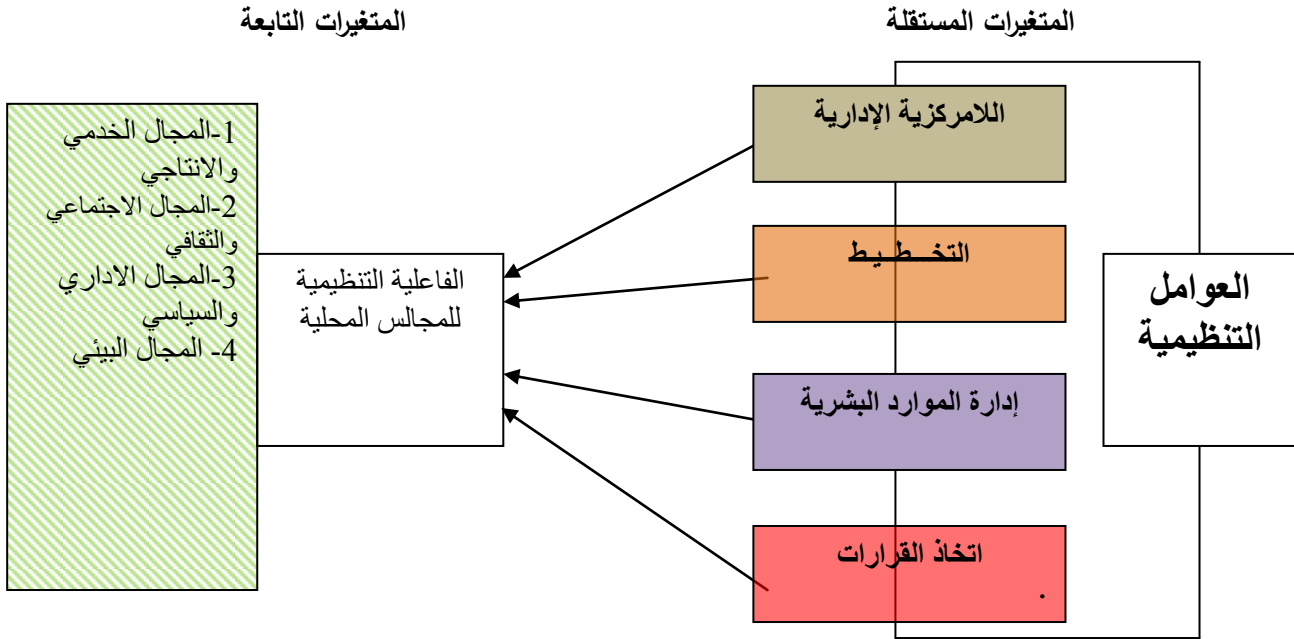 المتغيرات المستقلة
المتغيرات التابعة
العوامل
التنظيمية
اللامركزية الإدارية
التخــطــيـط
إدارة الموارد البشرية
اتخاذ القرارات
.
الفاعلية التنظيمية
للمجالس المحلية
1-المجال الخدمي
والانتاجي
2-المجال الاجتماعي
والثقافي
3-المجال الاداري
والسياسي
4- المجال البيئي